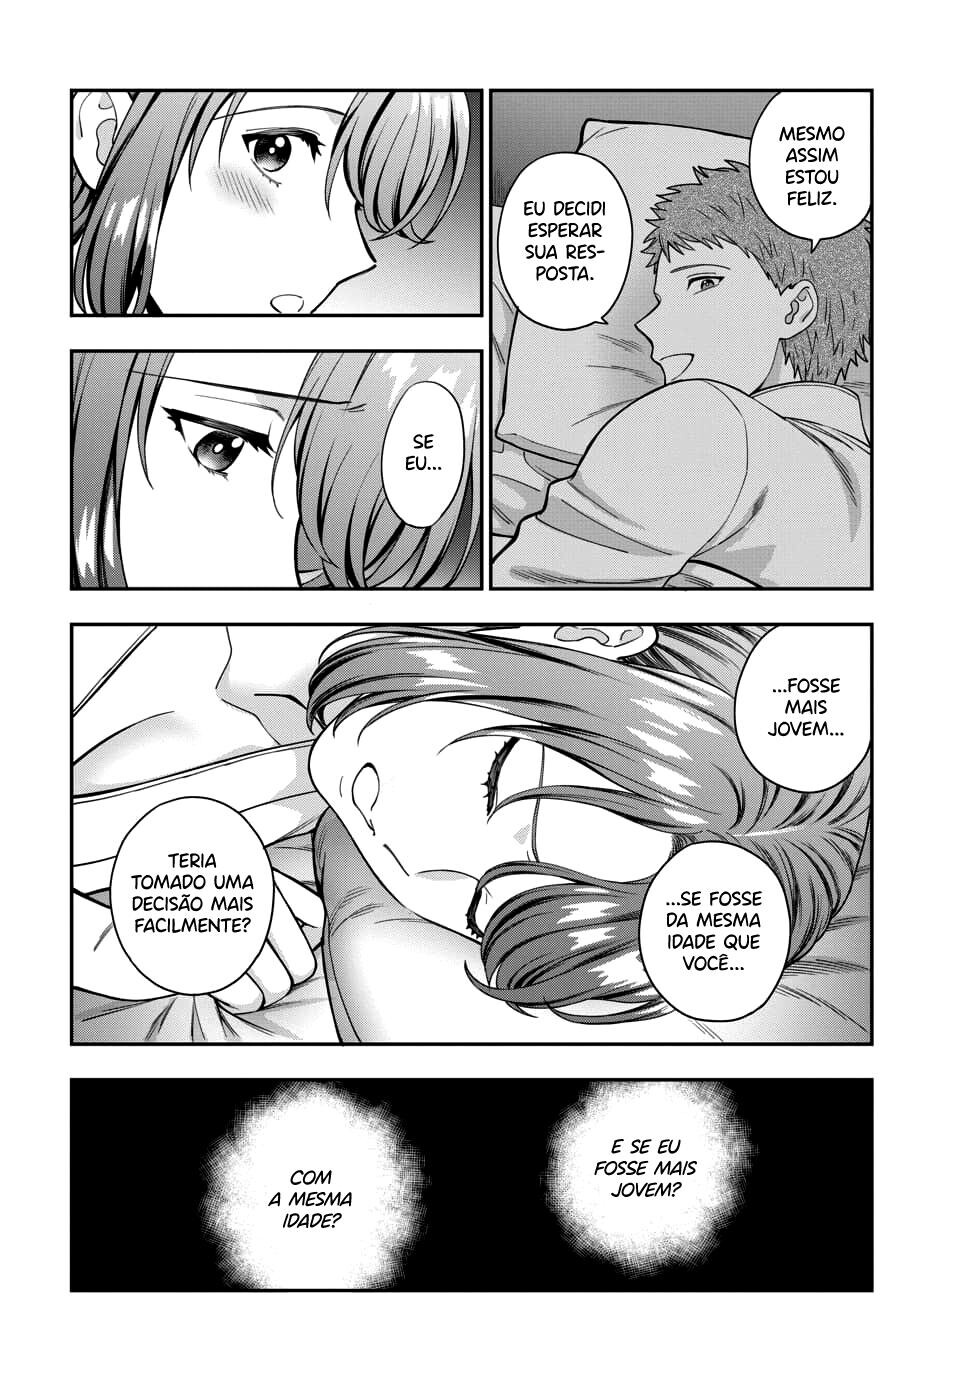 MESMO
ASSIM
ESTOU
FELIZ.
EU DECIDI
ESPERAR
SUA RES-
POSTA.
SE
EU...
...FOSSE
MAIS
JOVEM...
...SE FOSSE
DA MESMA
IDADE QUE
VOCÊ...
TERIA
TOMADO UMA
DECISÃO MAIS
FACILMENTE?
E SE EU
FOSSE MAIS
JOVEM?
COM
A MESMA
IDADE?